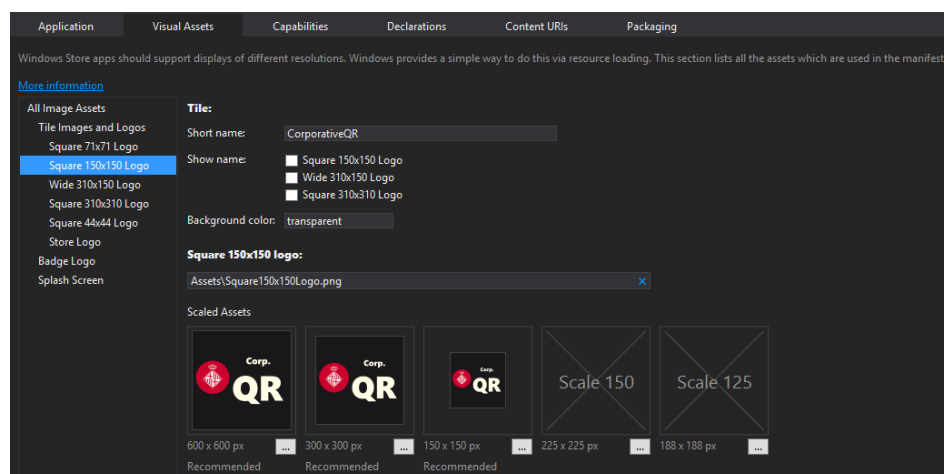 Application Visual Assets Capabilities Declarations Content URIs Packaging
Windows Store apps should support displays of different resolutions. Windows provides a simple way to do this via resource loading. This section lists all the assets which are used in the manifest
More information
All Image Assets
Tile Images and Logos
Square 71x71 Logo
Square 150x150 Logo
Wide 310x150 Logo
Square 310x310 Logo
Square 44x44 Logo
Store Logo
Badge Logo
Splash Screen
Tile:
Short name: CorporativeQR
Show name: Square 150x150 Logo
Wide 310x150 Logo
Square 310x310 Logo
Background color: transparent
Square 150x150 logo:
Assets\Square150x150Logo.png
Scaled Assets
Corp.
QR
Corp.
QR
Corp.
QR
Scale 150
Scale 125
600 x 600 px ... 300 x 300 px ... 150 x 150 px ... 225 x 225 px ... 188 x 188 px ...
Recommended Recommended Recommended